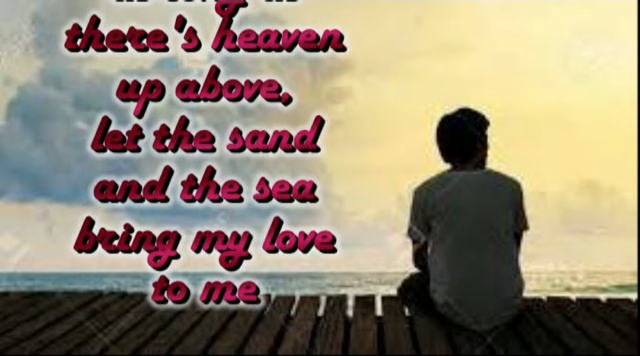 there's heaven
up above,
let the sand
and the sea
bring my love
to me